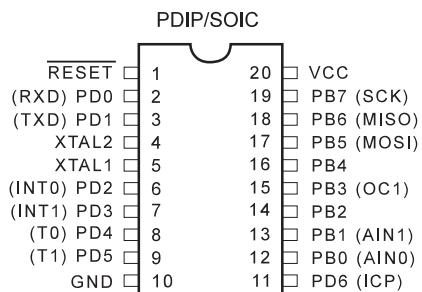 PDIP/SOIC
RESET 1 20 VCC
(RXD) PD0 2 19 PB7 (SCK)
(TXD) PD1 3 18 PB6 (MISO)
XTAL2 4 17 PB5 (MOSI)
XTAL1 5 16 PB4
(INT0) PD2 6 15 PB3 (OC1)
(INT1) PD3 7 14 PB2
(T0) PD4 8 13 PB1 (AIN1)
(T1) PD5 9 12 PB0 (AIN0)
GND 10 11 PD6 (ICP)